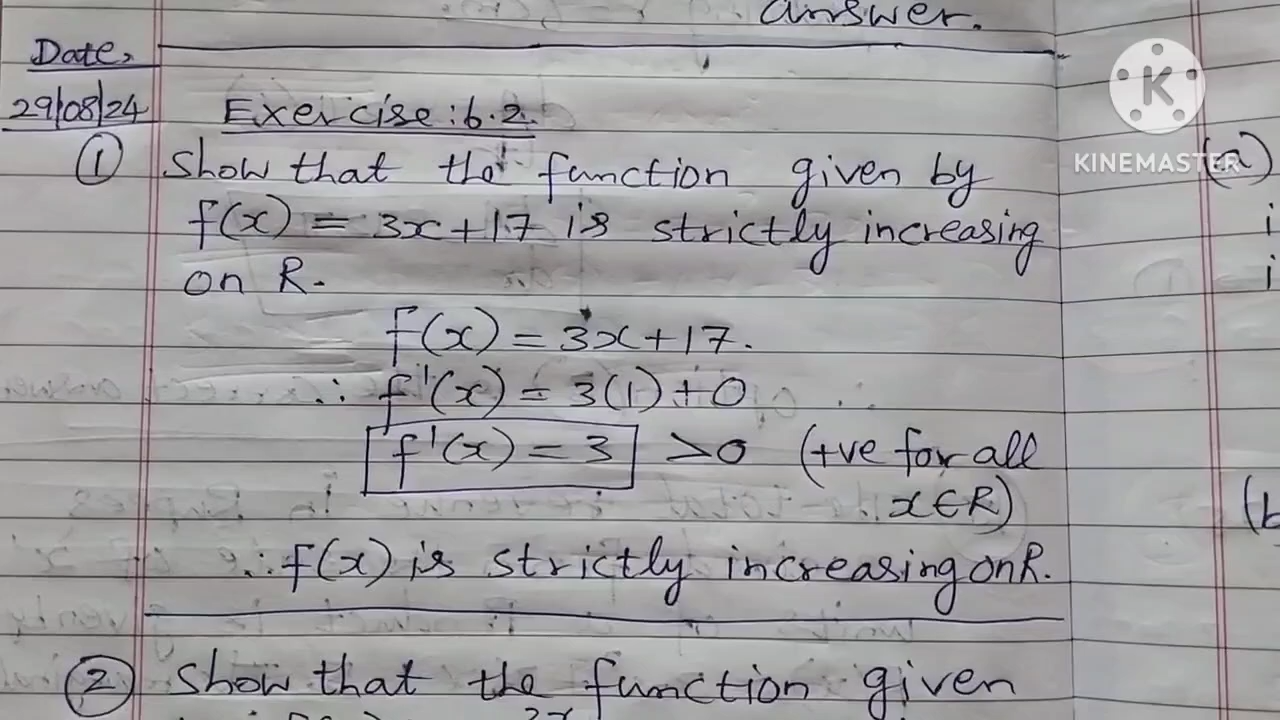 answer.
Date,
29/08/24
Exercise:6.2.
① Show that the function given by
f(x) = 3x+17 is strictly increasing
on R.
f(x) = 3x+17.
∴ f'(x) = 3(1)+0
f'(x) = 3 >0 (+ve for all
x∈R)
∴ f(x) is strictly increasing on R.
② Show that the function given
KINEMASTER
(a)
i
i
(b